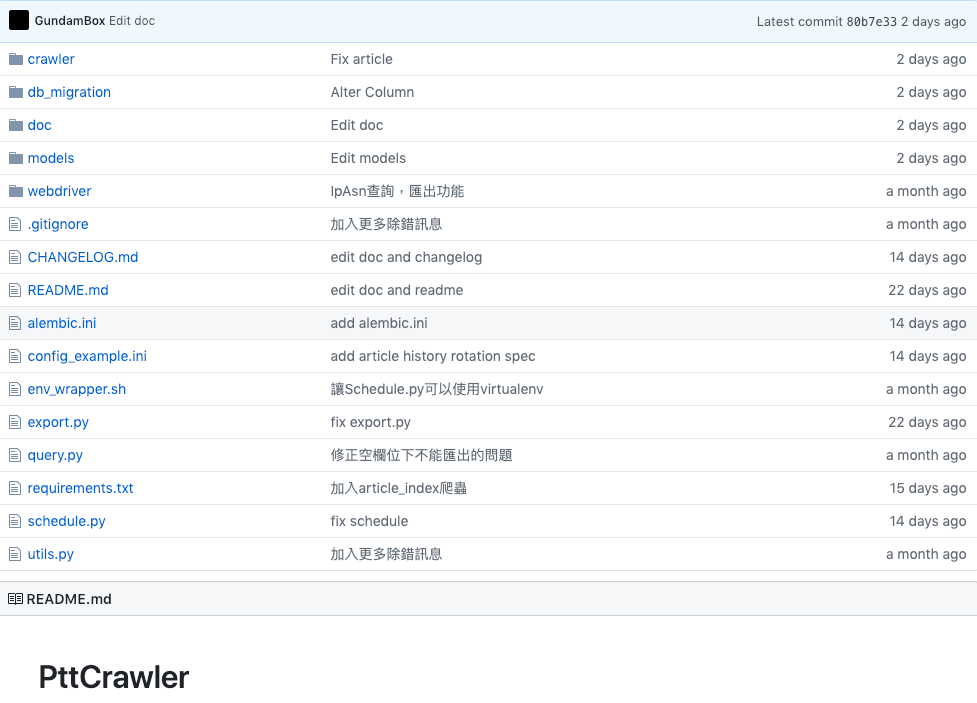 GundamBox Edit doc Latest commit 80b7e33 2 days ago
crawler Fix article 2 days ago
db_migration Alter Column 2 days ago
doc Edit doc 2 days ago
models Edit models 2 days ago
webdriver IpAsn查詢，匯出功能 a month ago
.gitignore 加入更多除錯訊息 a month ago
CHANGELOG.md edit doc and changelog 14 days ago
README.md edit doc and readme 22 days ago
alembic.ini add alembic.ini 14 days ago
config_example.ini add article history rotation spec 14 days ago
env_wrapper.sh 讓Schedule.py可以使用virtualenv a month ago
export.py fix export.py 22 days ago
query.py 修正空欄位下不能匯出的問題 a month ago
requirements.txt 加入article_index爬蟲 15 days ago
schedule.py fix schedule 14 days ago
utils.py 加入更多除錯訊息 a month ago
README.md
PttCrawler